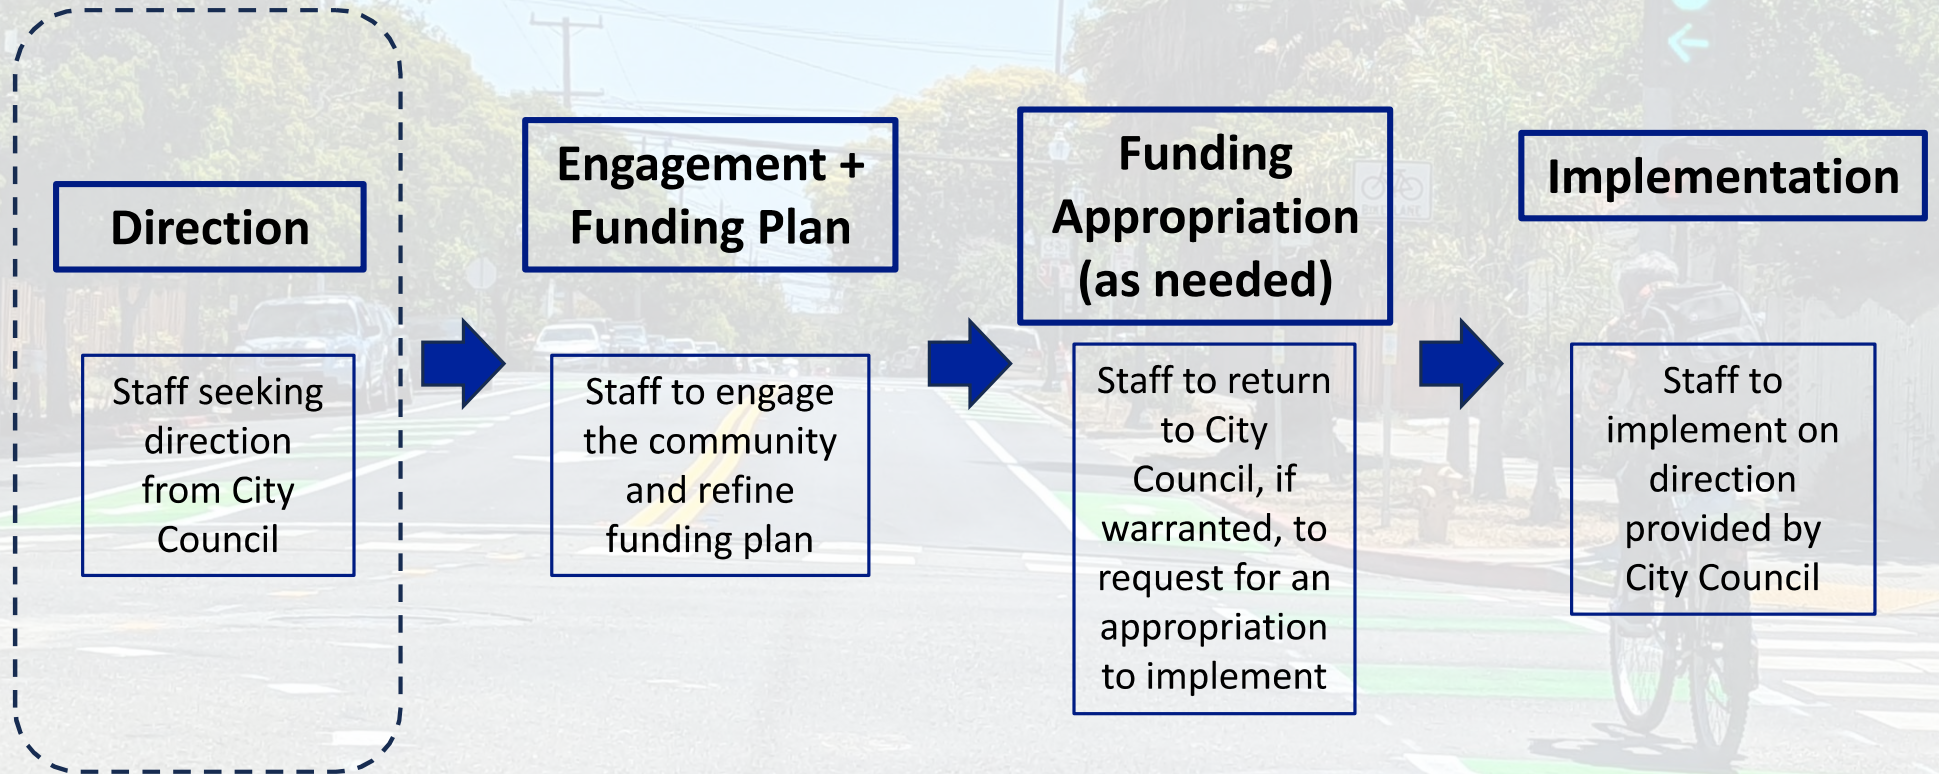 Direction
Staff seeking
direction
from City
Council
Engagement +
Funding Plan
Staff to engage
the community
and refine
funding plan
Funding
Appropriation
(as needed)
Staff to return
to City
Council, if
warranted, to
request for an
appropriation
to implement
Implementation
Staff to
implement on
direction
provided by
City Council